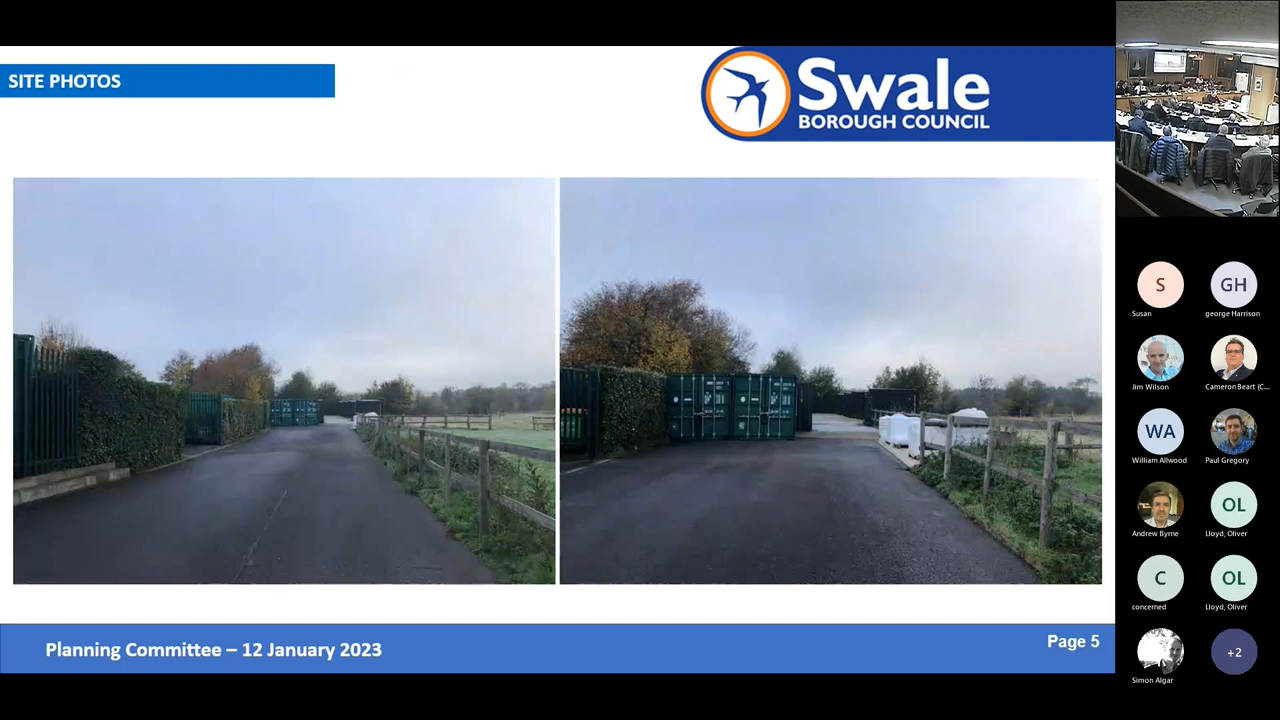 SITE PHOTOS
Swale
BOROUGH COUNCIL
Planning Committee – 12 January 2023
Page 5
S
GH
Susan
george Harrison
Jim Wilson
Cameron Beart (C...
WA
William Allwood
Paul Gregory
OL
Andrew Byrne
Lloyd, Oliver
C
OL
concerned
Lloyd, Oliver
+2
Simon Algar